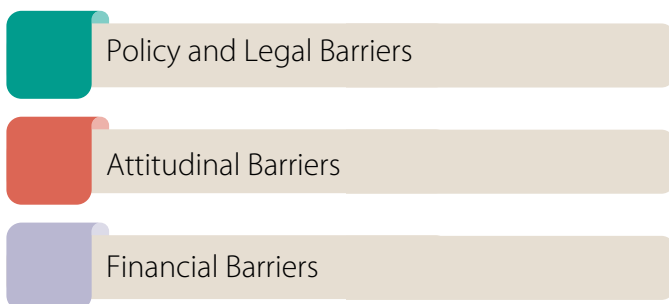 Policy and Legal Barriers
Attitudinal Barriers
Financial Barriers